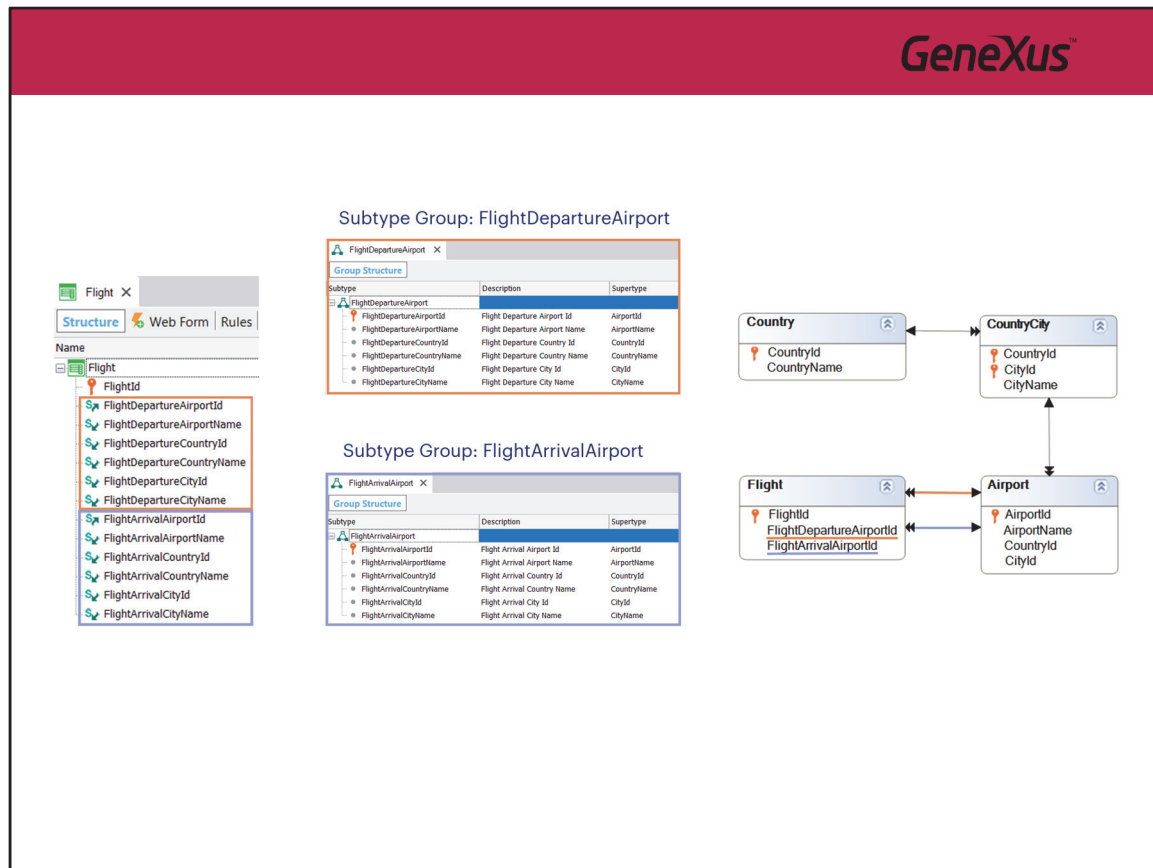 GeneXus™
Subtype Group: FlightDepartureAirport
FlightDepartureAirport X
Group Structure
Subtype Description Supertype
FlightDepartureAirport
FlightDepartureAirportId Flight Departure Airport Id AirportId
FlightDepartureAirportName Flight Departure Airport Name AirportName
FlightDepartureCountryId Flight Departure Country Id CountryId
FlightDepartureCountryName Flight Departure Country Name CountryName
FlightDepartureCityId Flight Departure City Id CityId
FlightDepartureCityName Flight Departure City Name CityName
Subtype Group: FlightArrivalAirport
FlightArrivalAirport X
Group Structure
Subtype Description Supertype
FlightArrivalAirport
FlightArrivalAirportId Flight Arrival Airport Id AirportId
FlightArrivalAirportName Flight Arrival Airport Name AirportName
FlightArrivalCountryId Flight Arrival Country Id CountryId
FlightArrivalCountryName Flight Arrival Country Name CountryName
FlightArrivalCityId Flight Arrival City Id CityId
FlightArrivalCityName Flight Arrival City Name CityName
Flight X
Structure Web Form Rules
Name
Flight
FlightId
FlightDepartureAirportId
FlightDepartureAirportName
FlightDepartureCountryId
FlightDepartureCountryName
FlightDepartureCityId
FlightDepartureCityName
FlightArrivalAirportId
FlightArrivalAirportName
FlightArrivalCountryId
FlightArrivalCountryName
FlightArrivalCityId
FlightArrivalCityName
Country
CountryId
CountryName
CountryCity
CountryId
CityId
CityName
Flight
FlightId
FlightDepartureAirportId
FlightArrivalAirportId
Airport
AirportId
AirportName
CountryId
CityId